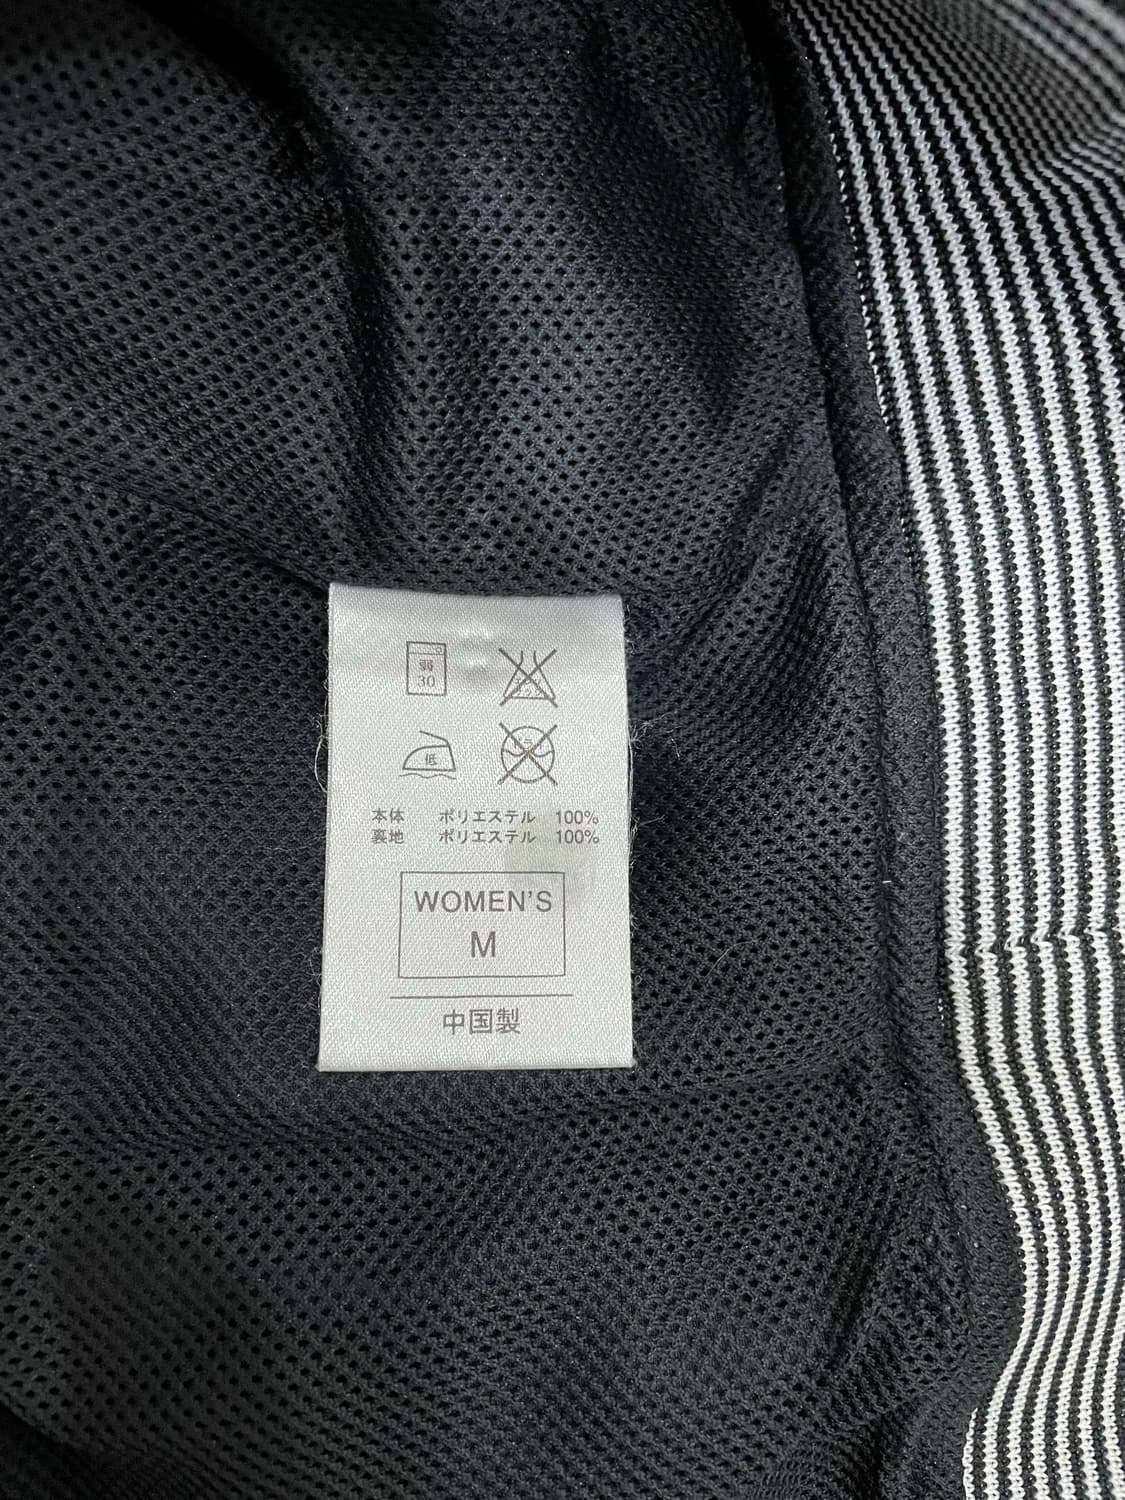 弱
30
低
本体 ポリエステル 100%
裏地 ポリエステル 100%
WOMEN'S
M
中国製